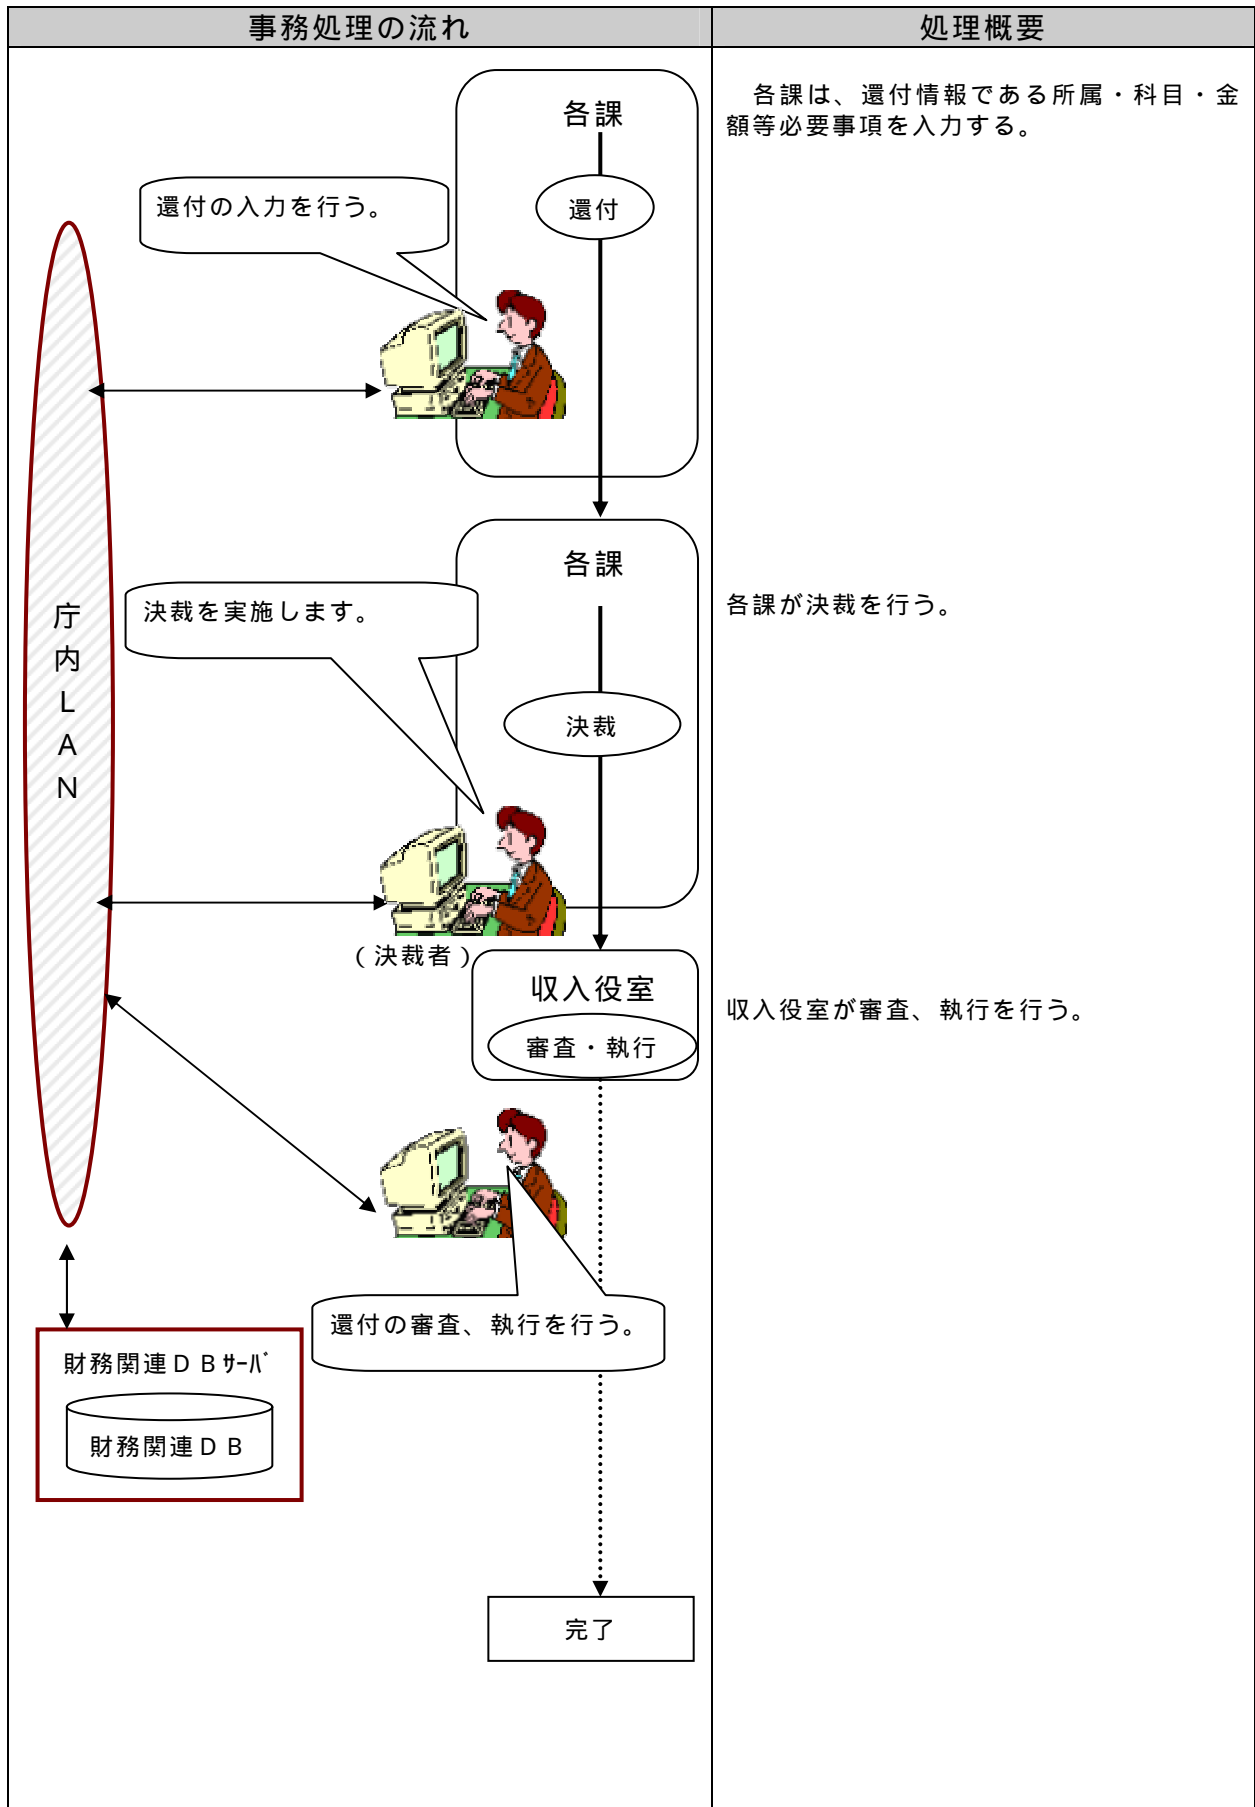 事務処理の流れ
処理概要
各課
各課は、還付情報である所属・科目・金
額等必要事項を入力する。
還付の入力を行う。
還付
各課
決裁を実施します。
各課が決裁を行う。
庁
内
L
A
N
決裁
(決裁者)
収入役室
収入役室が審査、執行を行う。
審査・執行
還付の審査、執行を行う。
財務関連ＤＢｻｰﾊﾞ
財務関連ＤＢ
完了